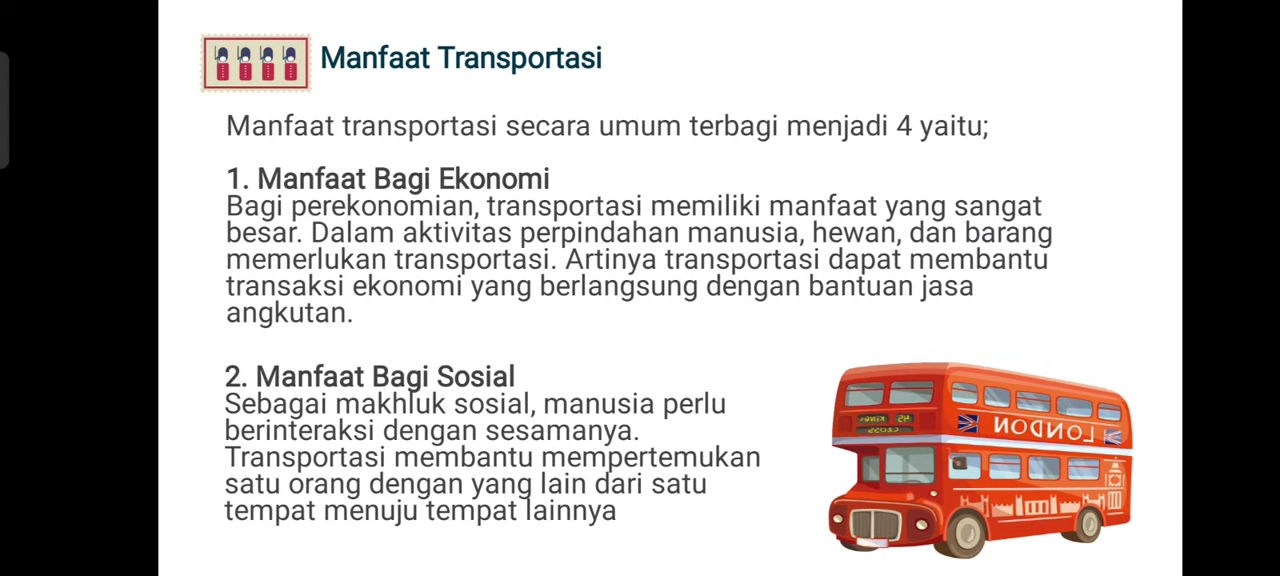 Manfaat Transportasi
Manfaat transportasi secara umum terbagi menjadi 4 yaitu;
1. Manfaat Bagi Ekonomi
Bagi perekonomian, transportasi memiliki manfaat yang sangat
besar. Dalam aktivitas perpindahan manusia, hewan, dan barang
memerlukan transportasi. Artinya transportasi dapat membantu
transaksi ekonomi yang berlangsung dengan bantuan jasa
angkutan.
2. Manfaat Bagi Sosial
Sebagai makhluk sosial, manusia perlu
berinteraksi dengan sesamanya.
Transportasi membantu mempertemukan
satu orang dengan yang lain dari satu
tempat menuju tempat lainnya
LONDON